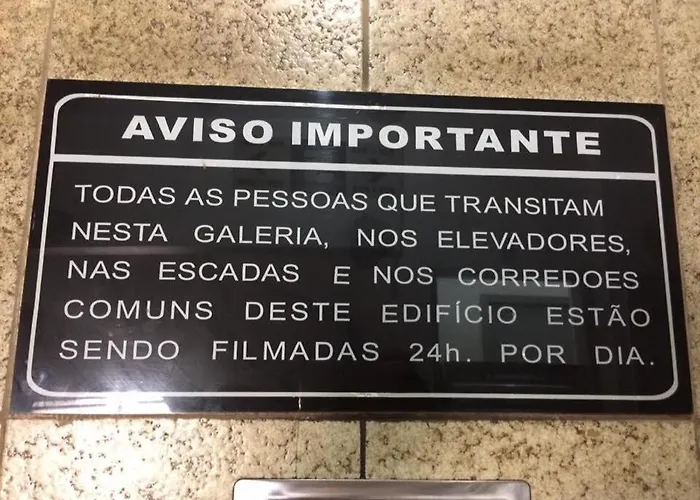 AVISO IMPORTANTE
TODAS AS PESSOAS QUE TRANSITAM
NESTA GALERIA, NOS ELEVADORES,
NAS ESCADAS E NOS CORREDOES
COMUNS DESTE EDIFÍCIO ESTÃO
SENDO FILMADAS 24h. POR DIA.